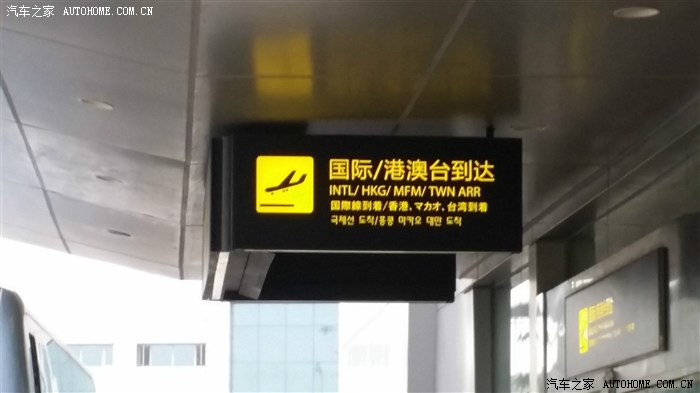 汽车之家 AUTOHOME.COM.CN
国际/港澳台到达
INTL/ HKG/ MFM/ TWN ARR
国際線到着/香港、マカオ、台湾到着
국제선 도착/홍콩 마카오 대만 도착
汽车之家 AUTOHOME.COM.CN